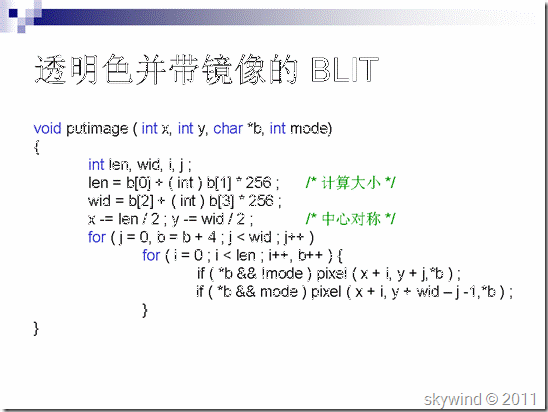 透明色并带镜像的 BLIT
void putimage ( int x, int y, char *b, int mode)
{
int len, wid, i, j ;
len = b[0] + ( int ) b[1] * 256 ; /* 计算大小 */
wid = b[2] + ( int ) b[3] * 256 ;
x -= len / 2 ; y -= wid / 2 ; /* 中心对称 */
for ( j = 0, b = b + 4 ; j < wid ; j++ )
for ( i = 0 ; i < len ; i++, b++ ) {
if ( *b && !mode ) pixel ( x + i, y + j,*b ) ;
if ( *b && mode ) pixel ( x + i, y + wid – j -1,*b ) ;
}
}
skywind © 2011